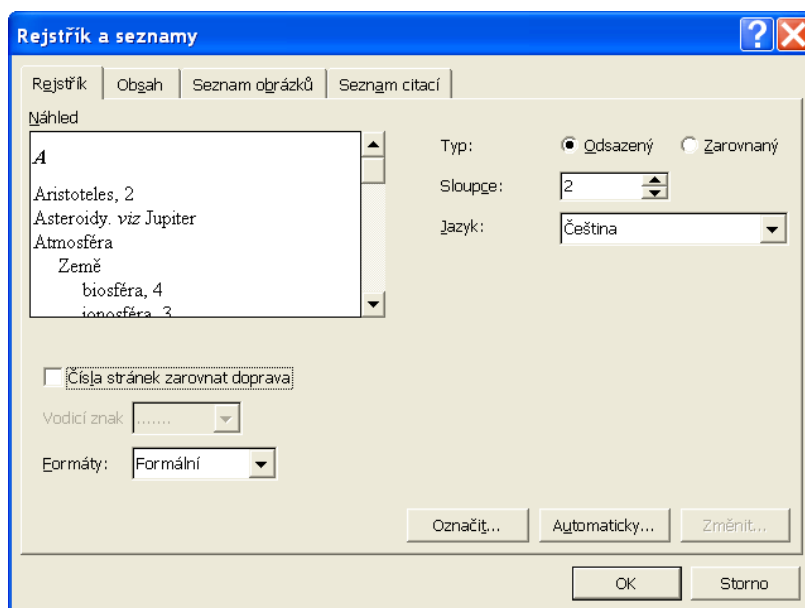 Rejstřík a seznamy
Rejstřík Obsah Seznam obrázků Seznam citací
Náhled
A
Aristoteles, 2
Asteroidy. viz Jupiter
Atmosféra
Země
biosféra, 4
ionosféra, 3
Typ: Odsazený Zarovnaný
Sloupce: 2
Jazyk: Čeština
Čísla stránek zarovnat doprava
Vodicí znak .......
Formáty: Formální
Označit... Automaticky... Změnit...
OK Storno